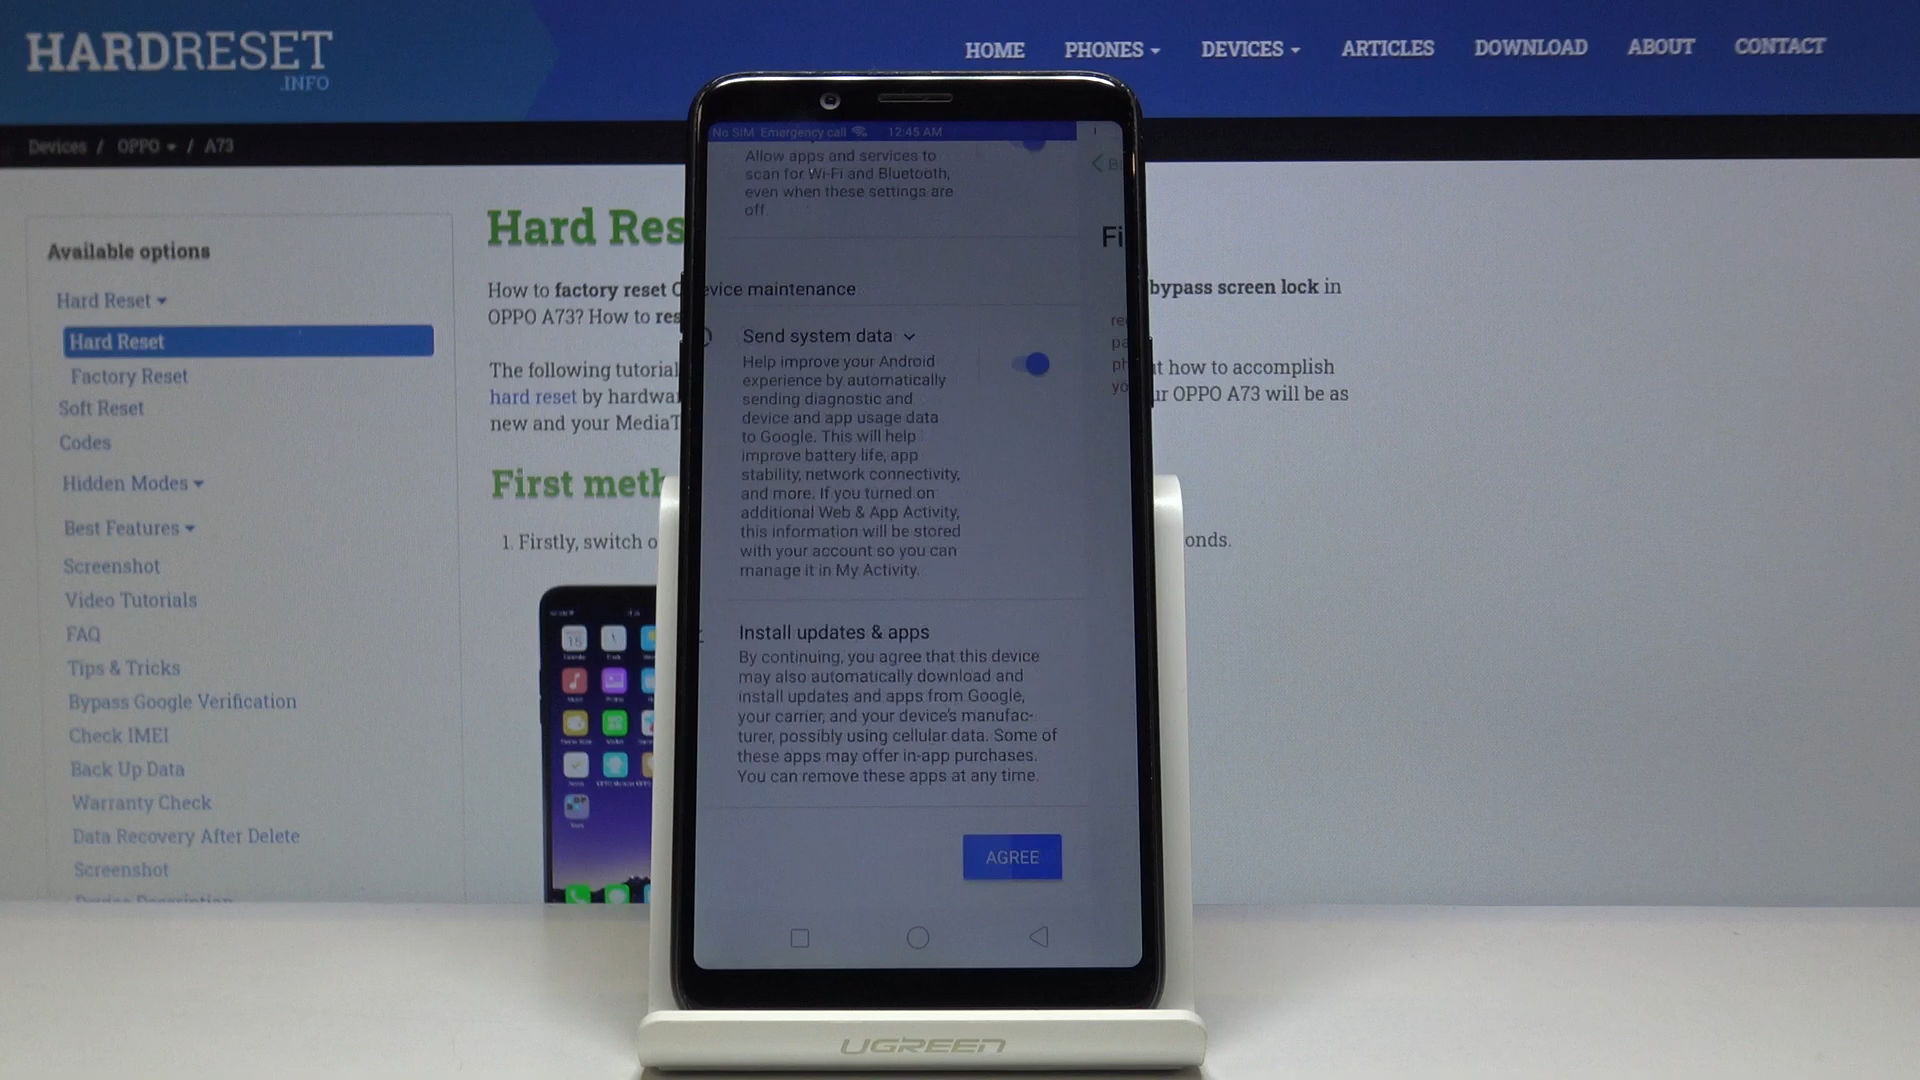 HARDRESET
.INFO
HOME PHONES DEVICES ARTICLES DOWNLOAD ABOUT CONTACT
Devices / OPPO / A73
Available options
Hard Reset
Hard Reset
Factory Reset
Soft Reset
Codes
Hidden Modes
Best Features
Screenshot
Video Tutorials
FAQ
Tips & Tricks
Bypass Google Verification
Check IMEI
Back Up Data
Warranty Check
Data Recovery After Delete
Screenshot
Device Description
Hard Res
How to factory reset O
bypass screen lock in
OPPO A73? How to res
The following tutorial
t how to accomplish
hard reset by hardwa
ur OPPO A73 will be as
new and your MediaT
First meth
1. Firstly, switch o
onds.
No SIM Emergency call 12:45 AM
Allow apps and services to
scan for Wi-Fi and Bluetooth,
even when these settings are
off.
Fi
evice maintenance
Send system data
Help improve your Android
experience by automatically
sending diagnostic and
device and app usage data
to Google. This will help
improve battery life, app
stability, network connectivity,
and more. If you turned on
additional Web & App Activity,
this information will be stored
with your account so you can
manage it in My Activity.
re
pa
ph
yo
Install updates & apps
By continuing, you agree that this device
may also automatically download and
install updates and apps from Google,
your carrier, and your device's manufac-
turer, possibly using cellular data. Some of
these apps may offer in-app purchases.
You can remove these apps at any time.
AGREE
UGREEN